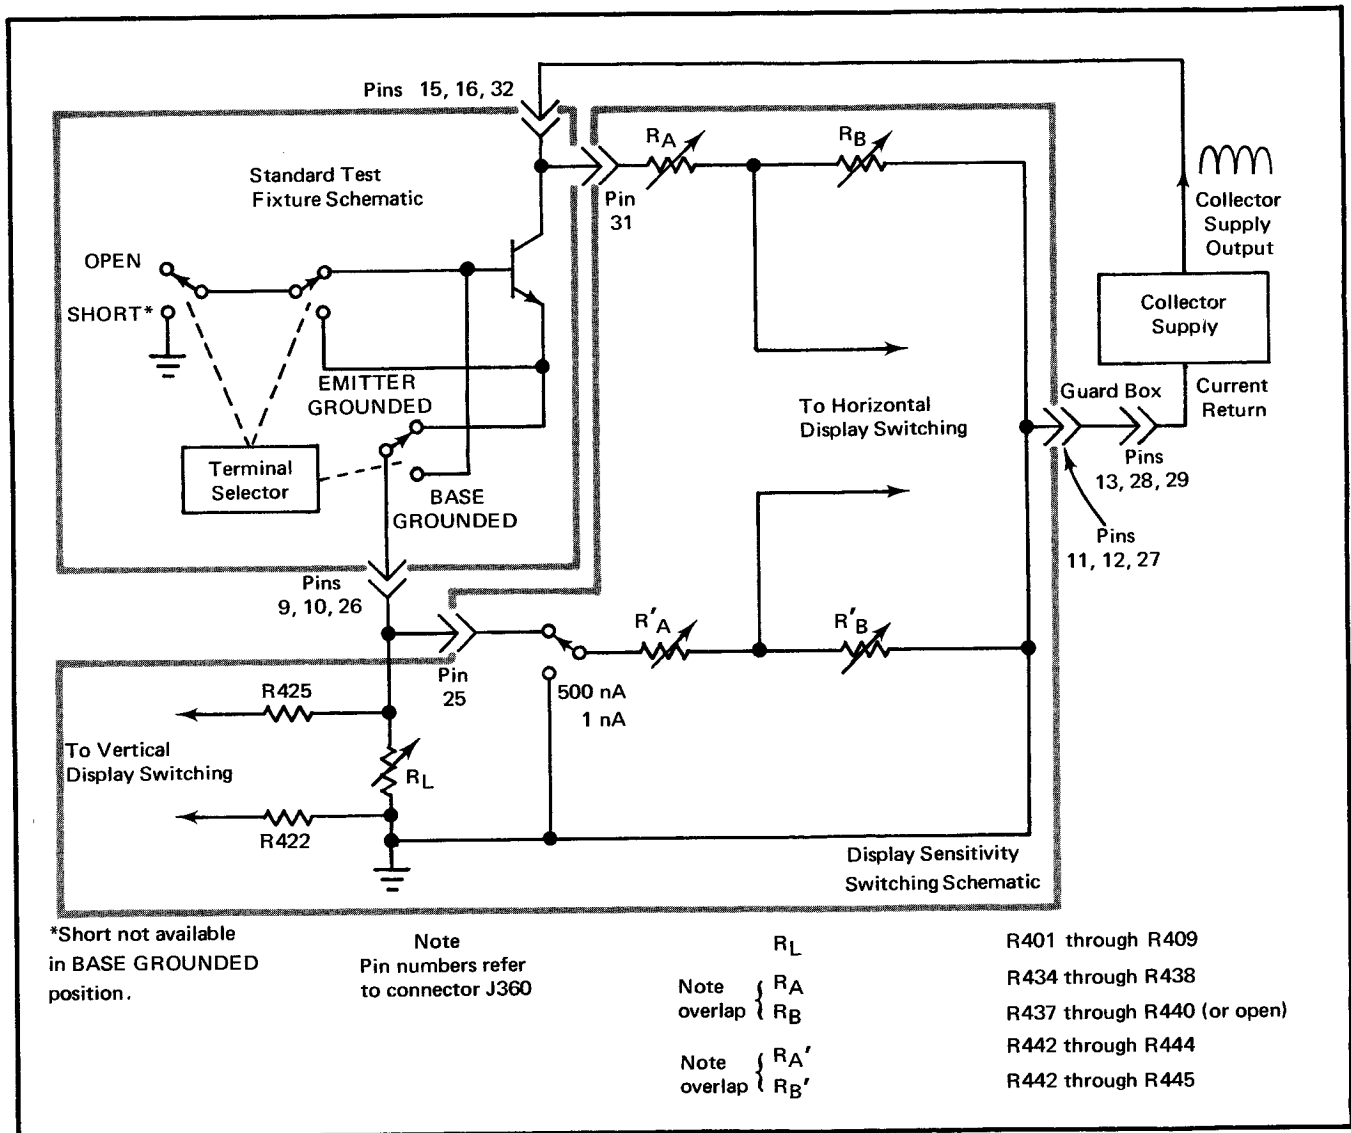 Pins 15, 16, 32
Standard Test
Fixture Schematic
RA
RB
Pin
31
Collector
Supply
Output
OPEN
SHORT*
Collector
Supply
EMITTER
GROUNDED
Guard Box
Current
Return
To Horizontal
Display Switching
Terminal
Selector
BASE
GROUNDED
Pins
13, 28, 29
Pins
11, 12, 27
Pins
9, 10, 26
R'A
R'B
Pin
25
500 nA
1 nA
R425
To Vertical
Display Switching
RL
R422
Display Sensitivity
Switching Schematic
*Short not available
in BASE GROUNDED
position.
Note
Pin numbers refer
to connector J360
RL R401 through R409
Note
overlap { RA R434 through R438
RB R437 through R440 (or open)
Note
overlap { RA' R442 through R444
RB' R442 through R445